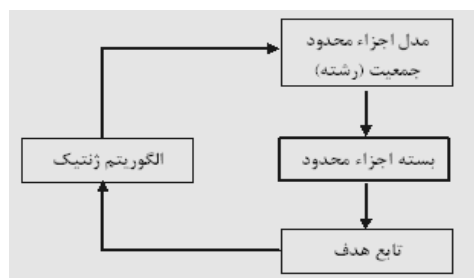 مدل اجزاء محدود
جمعیت (رشته)
بسته اجزاء محدود
الگوریتم ژنتیک
تابع هدف